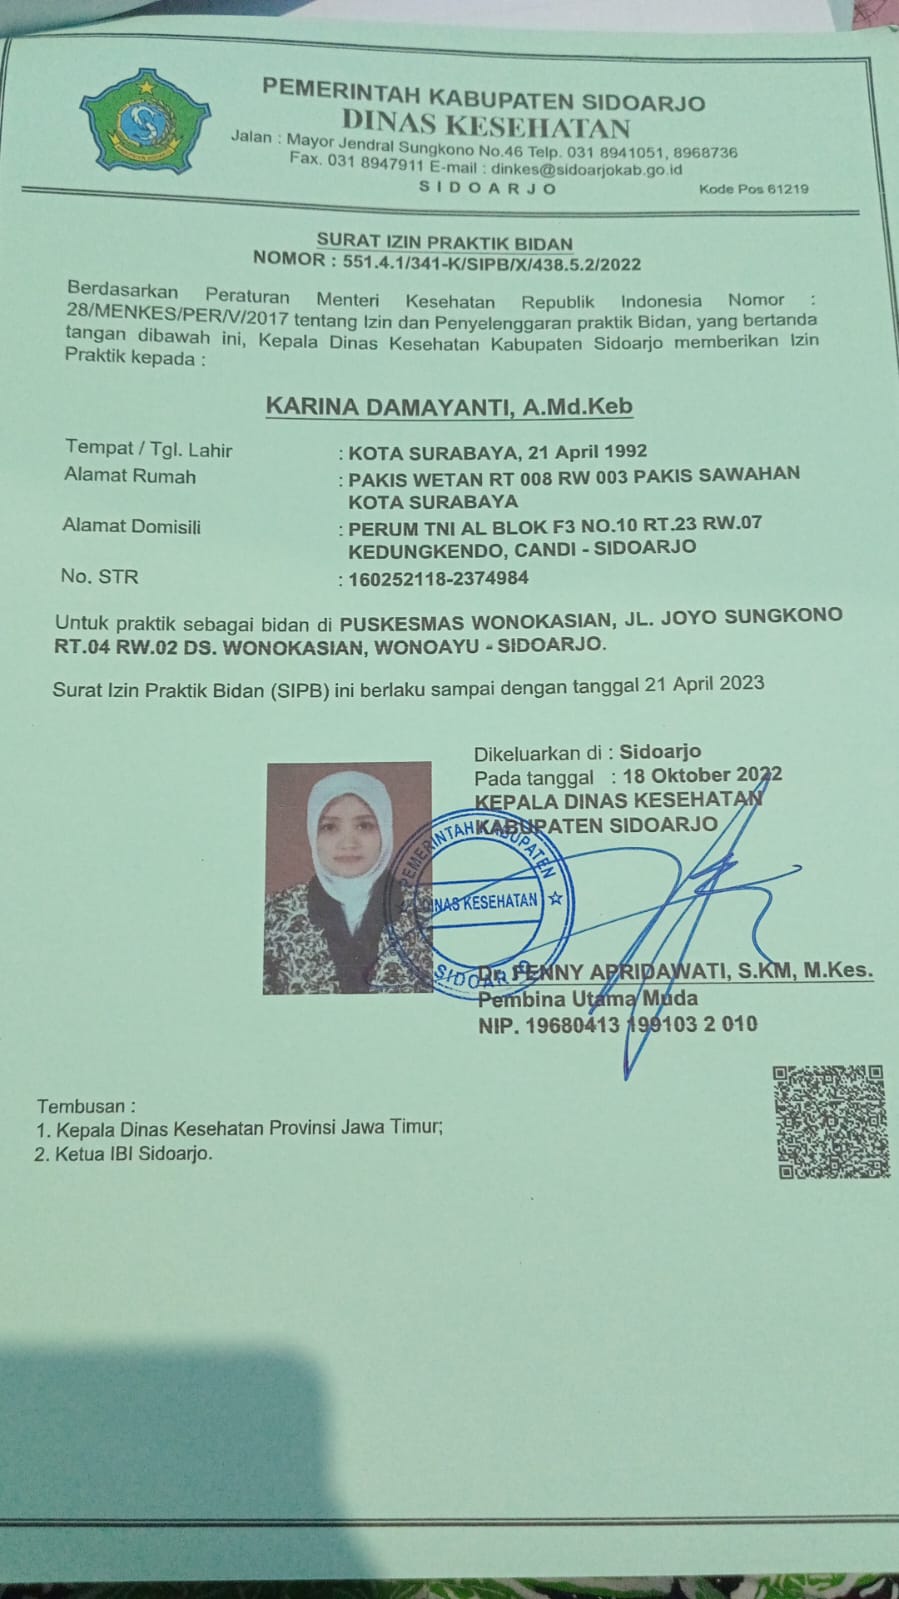 PEMERINTAH KABUPATEN SIDOARJO
DINAS KESEHATAN
Jalan : Mayor Jendral Sungkono No.46 Telp. 031 8941051, 8968736
Fax. 031 8947911 E-mail : dinkes@sidoarjokab.go.id
SIDOARJO
Kode Pos 61219
SURAT IZIN PRAKTIK BIDAN
NOMOR : 551.4.1/341-K/SIPB/X/438.5.2/2022
Berdasarkan Peraturan Menteri Kesehatan Republik Indonesia Nomor :
28/MENKES/PER/V/2017 tentang Izin dan Penyelenggaran praktik Bidan, yang bertanda
tangan dibawah ini, Kepala Dinas Kesehatan Kabupaten Sidoarjo memberikan Izin
Praktik kepada :
KARINA DAMAYANTI, A.Md.Keb
Tempat / Tgl. Lahir : KOTA SURABAYA, 21 April 1992
Alamat Rumah : PAKIS WETAN RT 008 RW 003 PAKIS SAWAHAN
KOTA SURABAYA
Alamat Domisili : PERUM TNI AL BLOK F3 NO.10 RT.23 RW.07
KEDUNGKENDO, CANDI - SIDOARJO
No. STR : 160252118-2374984
Untuk praktik sebagai bidan di PUSKESMAS WONOKASIAN, JL. JOYO SUNGKONO
RT.04 RW.02 DS. WONOKASIAN, WONOAYU - SIDOARJO.
Surat Izin Praktik Bidan (SIPB) ini berlaku sampai dengan tanggal 21 April 2023
Dikeluarkan di : Sidoarjo
Pada tanggal : 18 Oktober 2022
KEPALA DINAS KESEHATAN
KABUPATEN SIDOARJO
PEMERINTAH KABUPATEN
DINAS KESEHATAN
SIDOARJO
Dr. FENNY APRIDAWATI, S.KM, M.Kes.
Pembina Utama Muda
NIP. 19680413 199103 2 010
Tembusan :
1. Kepala Dinas Kesehatan Provinsi Jawa Timur;
2. Ketua IBI Sidoarjo.